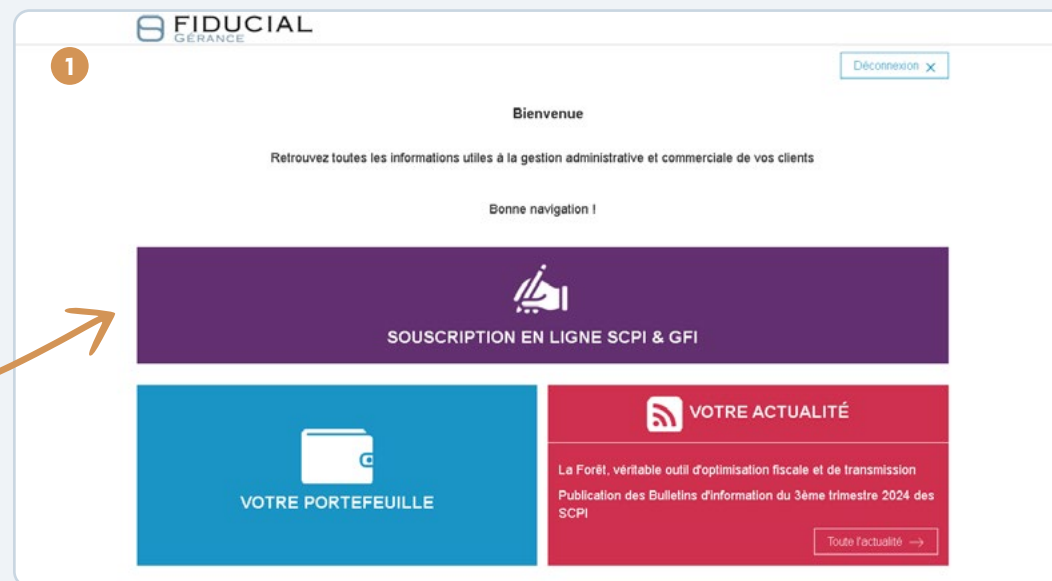 FIDUCIAL
GÉRANCE
1
Déconnexion
Bienvenue
Retrouvez toutes les informations utiles à la gestion administrative et commerciale de vos clients
Bonne navigation !
SOUSCRIPTION EN LIGNE SCPI & GFI
VOTRE PORTEFEUILLE
VOTRE ACTUALITÉ
La Forêt, véritable outil d'optimisation fiscale et de transmission
Publication des Bulletins d'information du 3ème trimestre 2024 des
SCPI
Toute l'actualité →